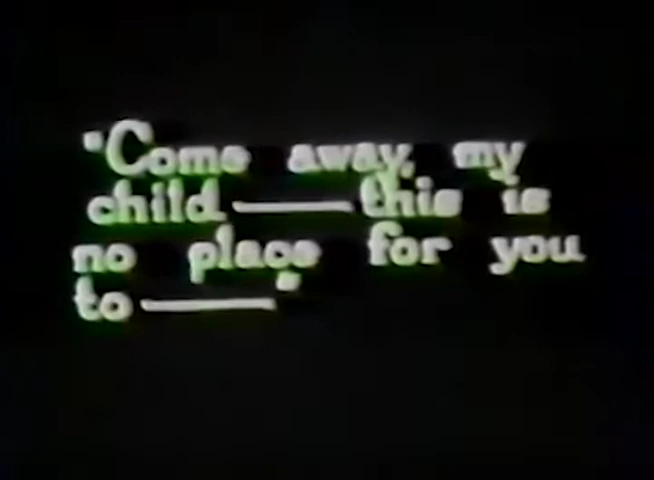 "Come away, my
child —— this is
no place for you
to ——"